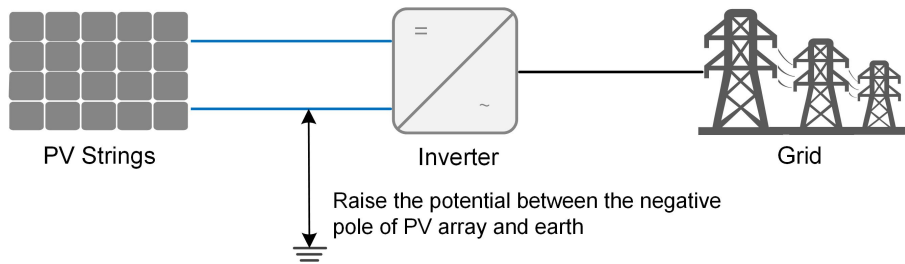 PV Strings
Inverter
Grid
Raise the potential between the negative
pole of PV array and earth